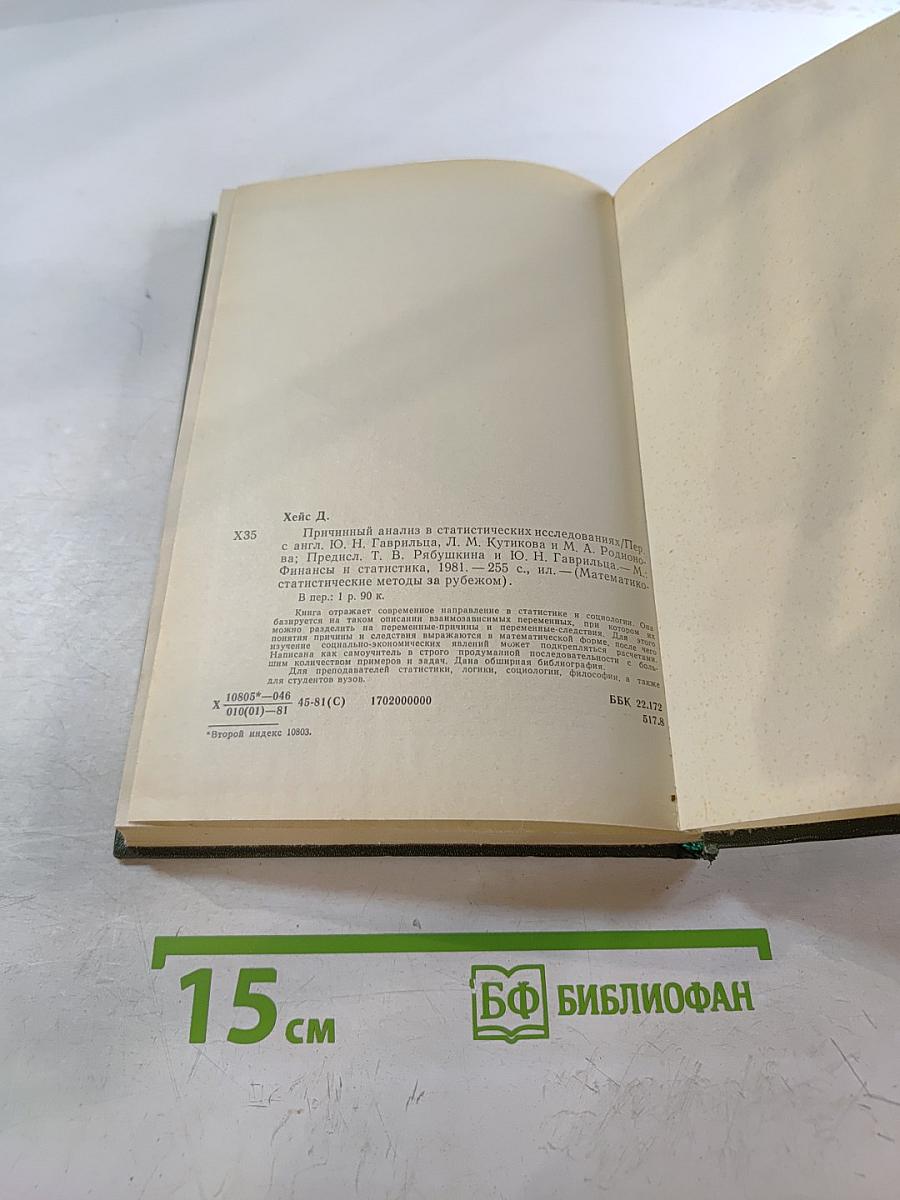 Хейс Д.
Х35 Причинный анализ в статистических исследованиях/Пер.
с англ. Ю. Н. Гаврильца, Л. М. Кутикова и М. А. Родионо-
ва; Предисл. Т. В. Рябушкина и Ю. Н. Гаврильца.— М.:
Финансы и статистика, 1981. — 255 с., ил. — (Математико-
статистические методы за рубежом).
В пер.: 1 р. 90 к.
Книга отражает современное направление в статистике и социологии. Она
базируется на таком описании взаимозависимых переменных, при котором их
можно разделить на переменные-причины и переменные-следствия. Для этого
понятия причины и следствия выражаются в математической форме, после чего
изучение социально-экономических явлений может подкрепляться расчетами.
Написана как самоучитель в строго продуманной последовательности с боль-
шим количеством примеров и задач. Дана обширная библиография.
Для преподавателей статистики, логики, социологии, философии, а также
для студентов вузов.
Х 10805*—046
010(01)—81 45-81(С) 1702000000 ББК 22.172
517.8
*Второй индекс 10803.
15 см
БФ БИБЛИОФАН